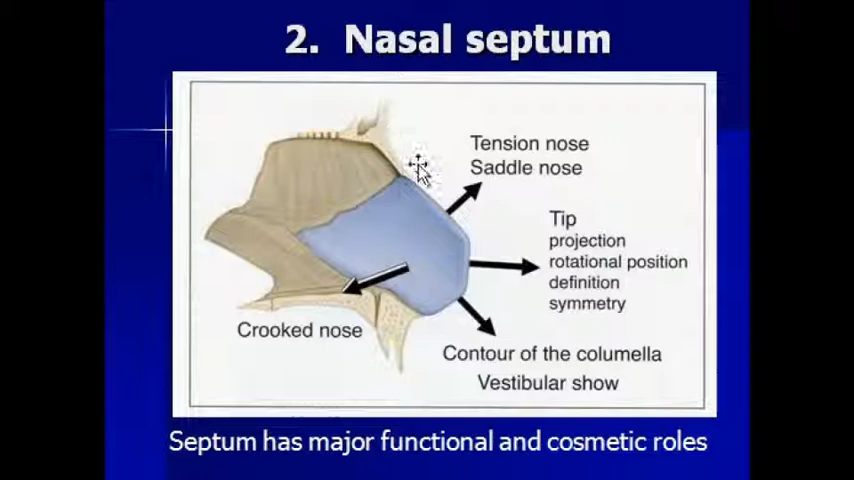 2. Nasal septum
Tension nose
Saddle nose
Tip
projection
rotational position
definition
symmetry
Crooked nose
Contour of the columella
Vestibular show
Septum has major functional and cosmetic roles